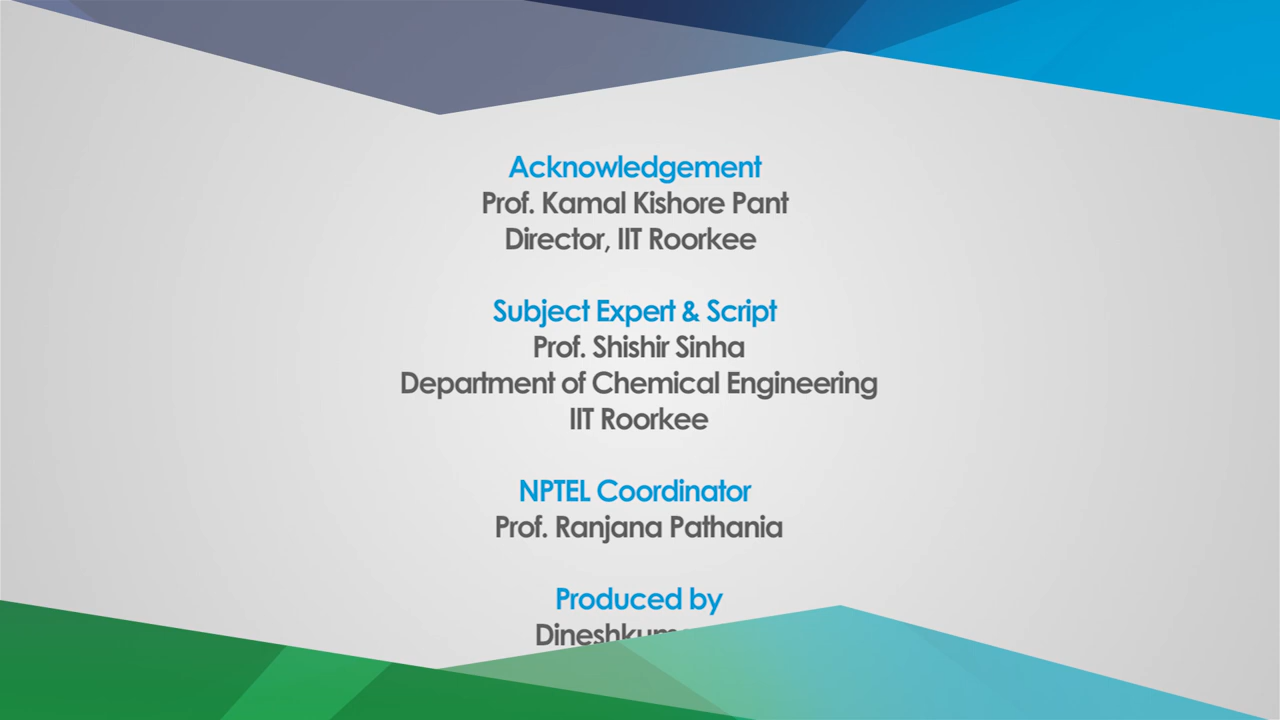 Acknowledgement
Prof. Kamal Kishore Pant
Director, IIT Roorkee
Subject Expert & Script
Prof. Shishir Sinha
Department of Chemical Engineering
IIT Roorkee
NPTEL Coordinator
Prof. Ranjana Pathania
Produced by